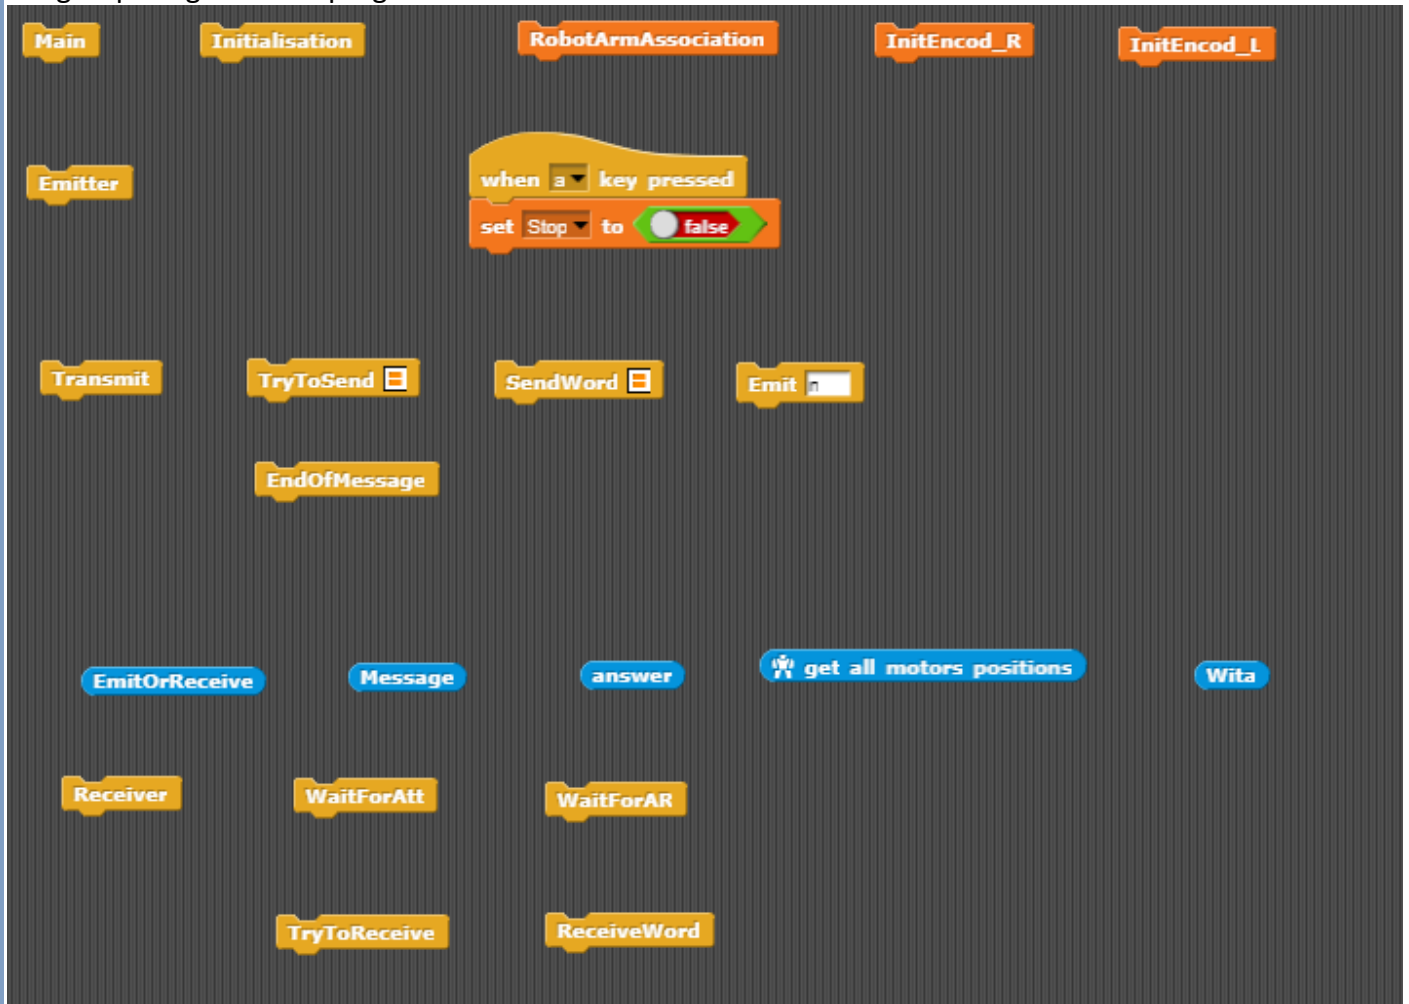 Main
Initialisation
RobotArmAssociation
InitEncod_R
InitEncod_L
Emitter
when a key pressed
set Stop to false
Transmit
TryToSend
SendWord
Emit n
EndOfMessage
EmitOrReceive
Message
answer
get all motors positions
Wita
Receiver
WaitForAtt
WaitForAR
TryToReceive
ReceiveWord